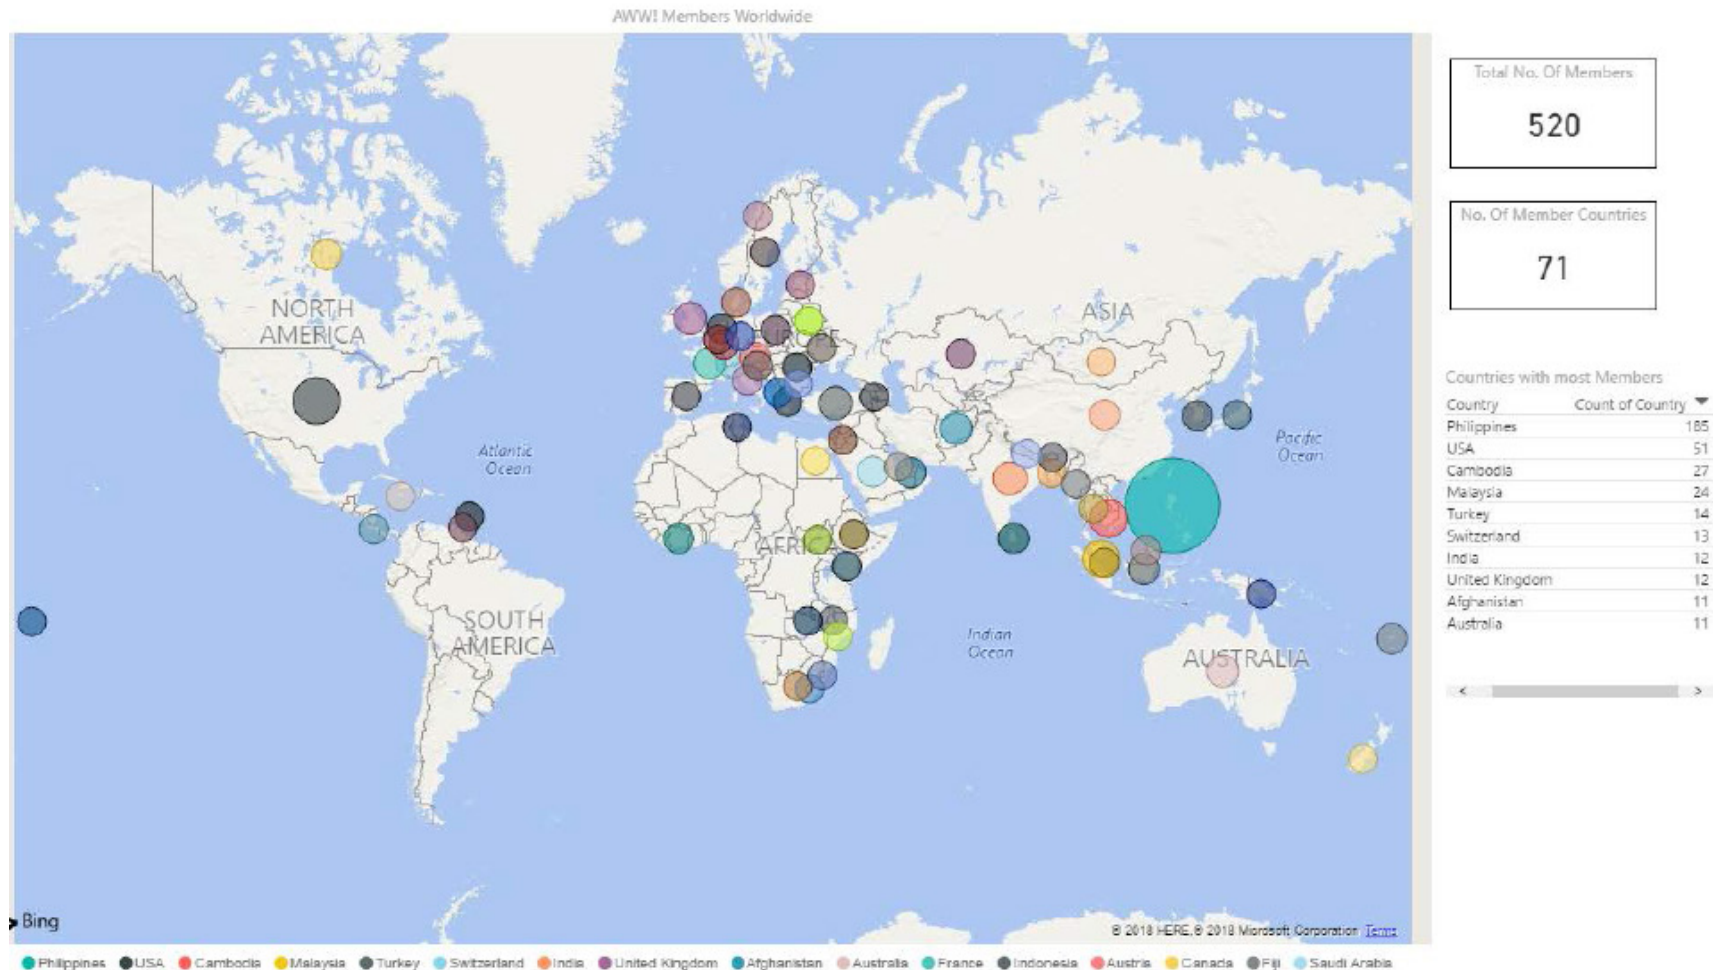 AWW! Members Worldwide
Total No. Of Members
520
No. Of Member Countries
71
Countries with most Members
Country Count of Country
Philippines 185
USA 51
Cambodia 27
Malaysia 24
Turkey 14
Switzerland 13
India 12
United Kingdom 12
Afghanistan 11
Australia 11
NORTH
AMERICA
ASIA
Atlantic
Ocean
Pacific
Ocean
AFRICA
SOUTH
AMERICA
Indian
Ocean
AUSTRALIA
Bing
© 2018 HERE, © 2018 Microsoft Corporation Terms
Philippines USA Cambodia Malaysia Turkey Switzerland India United Kingdom Afghanistan Australia France Indonesia Austria Canada Fiji Saudi Arabia